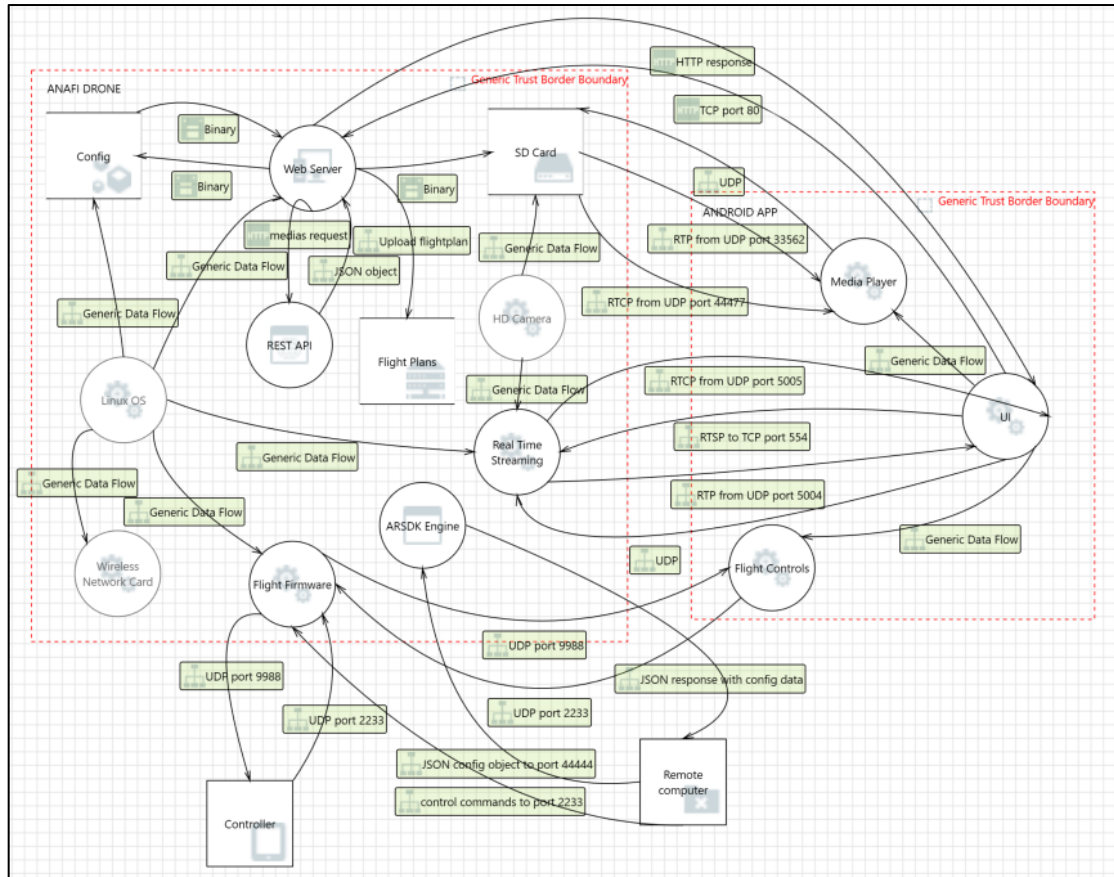 HTTP response
Generic Trust Border Boundary
ANAFI DRONE
TCP port 80
Binary
Config
Web Server
SD Card
Binary
Binary
UDP
Generic Trust Border Boundary
ANDROID APP
medias request
Upload flightplan
RTP from UDP port 33562
Generic Data Flow
Generic Data Flow
JSON object
Media Player
RTCP from UDP port 44477
Generic Data Flow
HD Camera
REST API
Flight Plans
Generic Data Flow
RTCP from UDP port 5005
Generic Data Flow
Linux OS
UI
RTSP to TCP port 554
Real Time
Streaming
Generic Data Flow
Generic Data Flow
RTP from UDP port 5004
Generic Data Flow
ARSDK Engine
Generic Data Flow
UDP
Wireless
Network Card
Flight Firmware
Flight Controls
UDP port 9988
UDP port 9988
JSON response with config data
UDP port 2233
UDP port 2233
JSON config object to port 44444
Remote
computer
control commands to port 2233
Controller